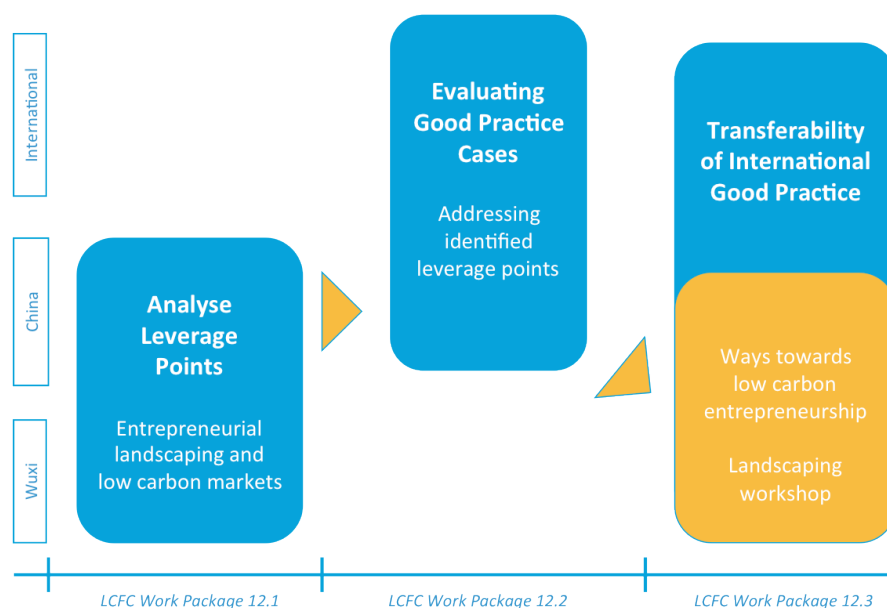 International
China
Wuxi
Analyse
Leverage
Points
Entrepreneurial
landscaping and
low carbon markets
Evaluating
Good Practice
Cases
Addressing
identified
leverage points
Transferability
of International
Good Practice
Ways towards
low carbon
entrepreneurship
Landscaping
workshop
LCFC Work Package 12.1
LCFC Work Package 12.2
LCFC Work Package 12.3